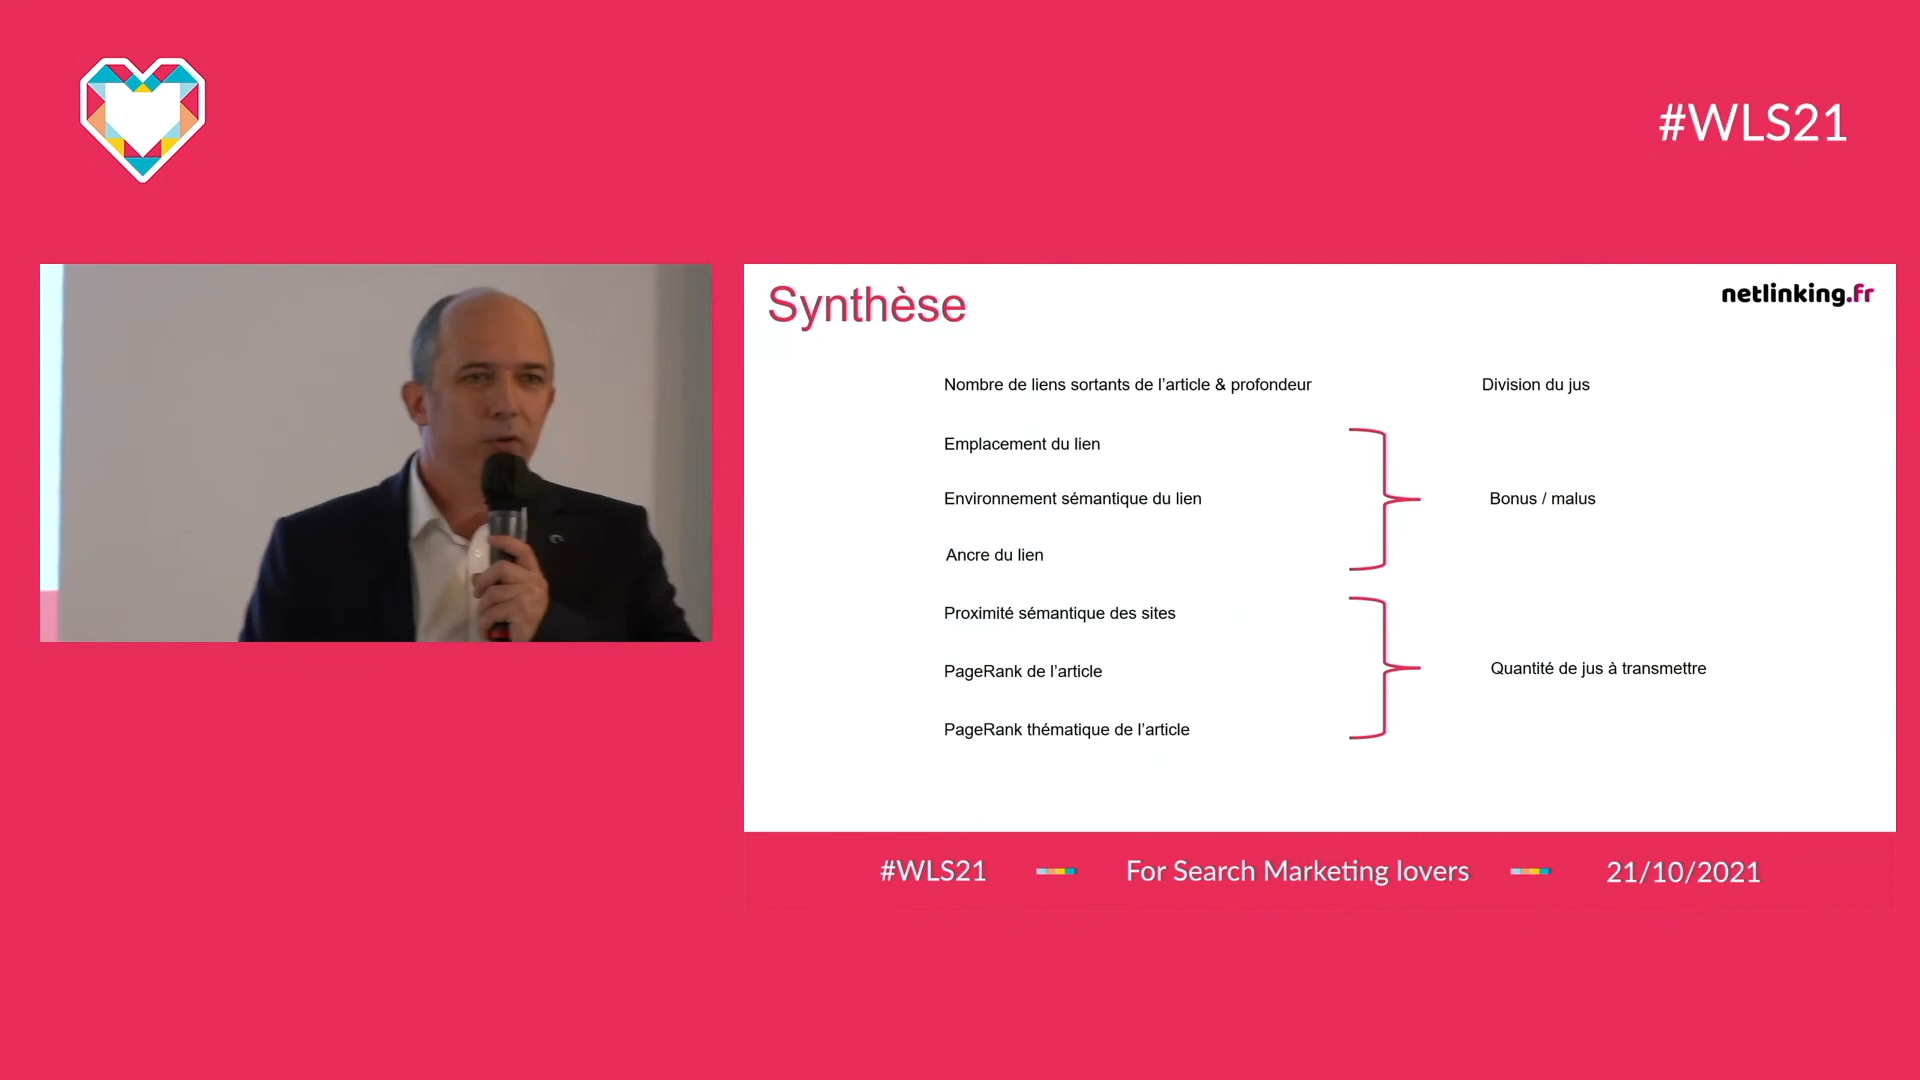 #WLS21
Synthèse
netlinking.fr
Nombre de liens sortants de l’article & profondeur
Division du jus
Emplacement du lien
Environnement sémantique du lien
Bonus / malus
Ancre du lien
Proximité sémantique des sites
PageRank de l’article
Quantité de jus à transmettre
PageRank thématique de l’article
#WLS21
For Search Marketing lovers
21/10/2021